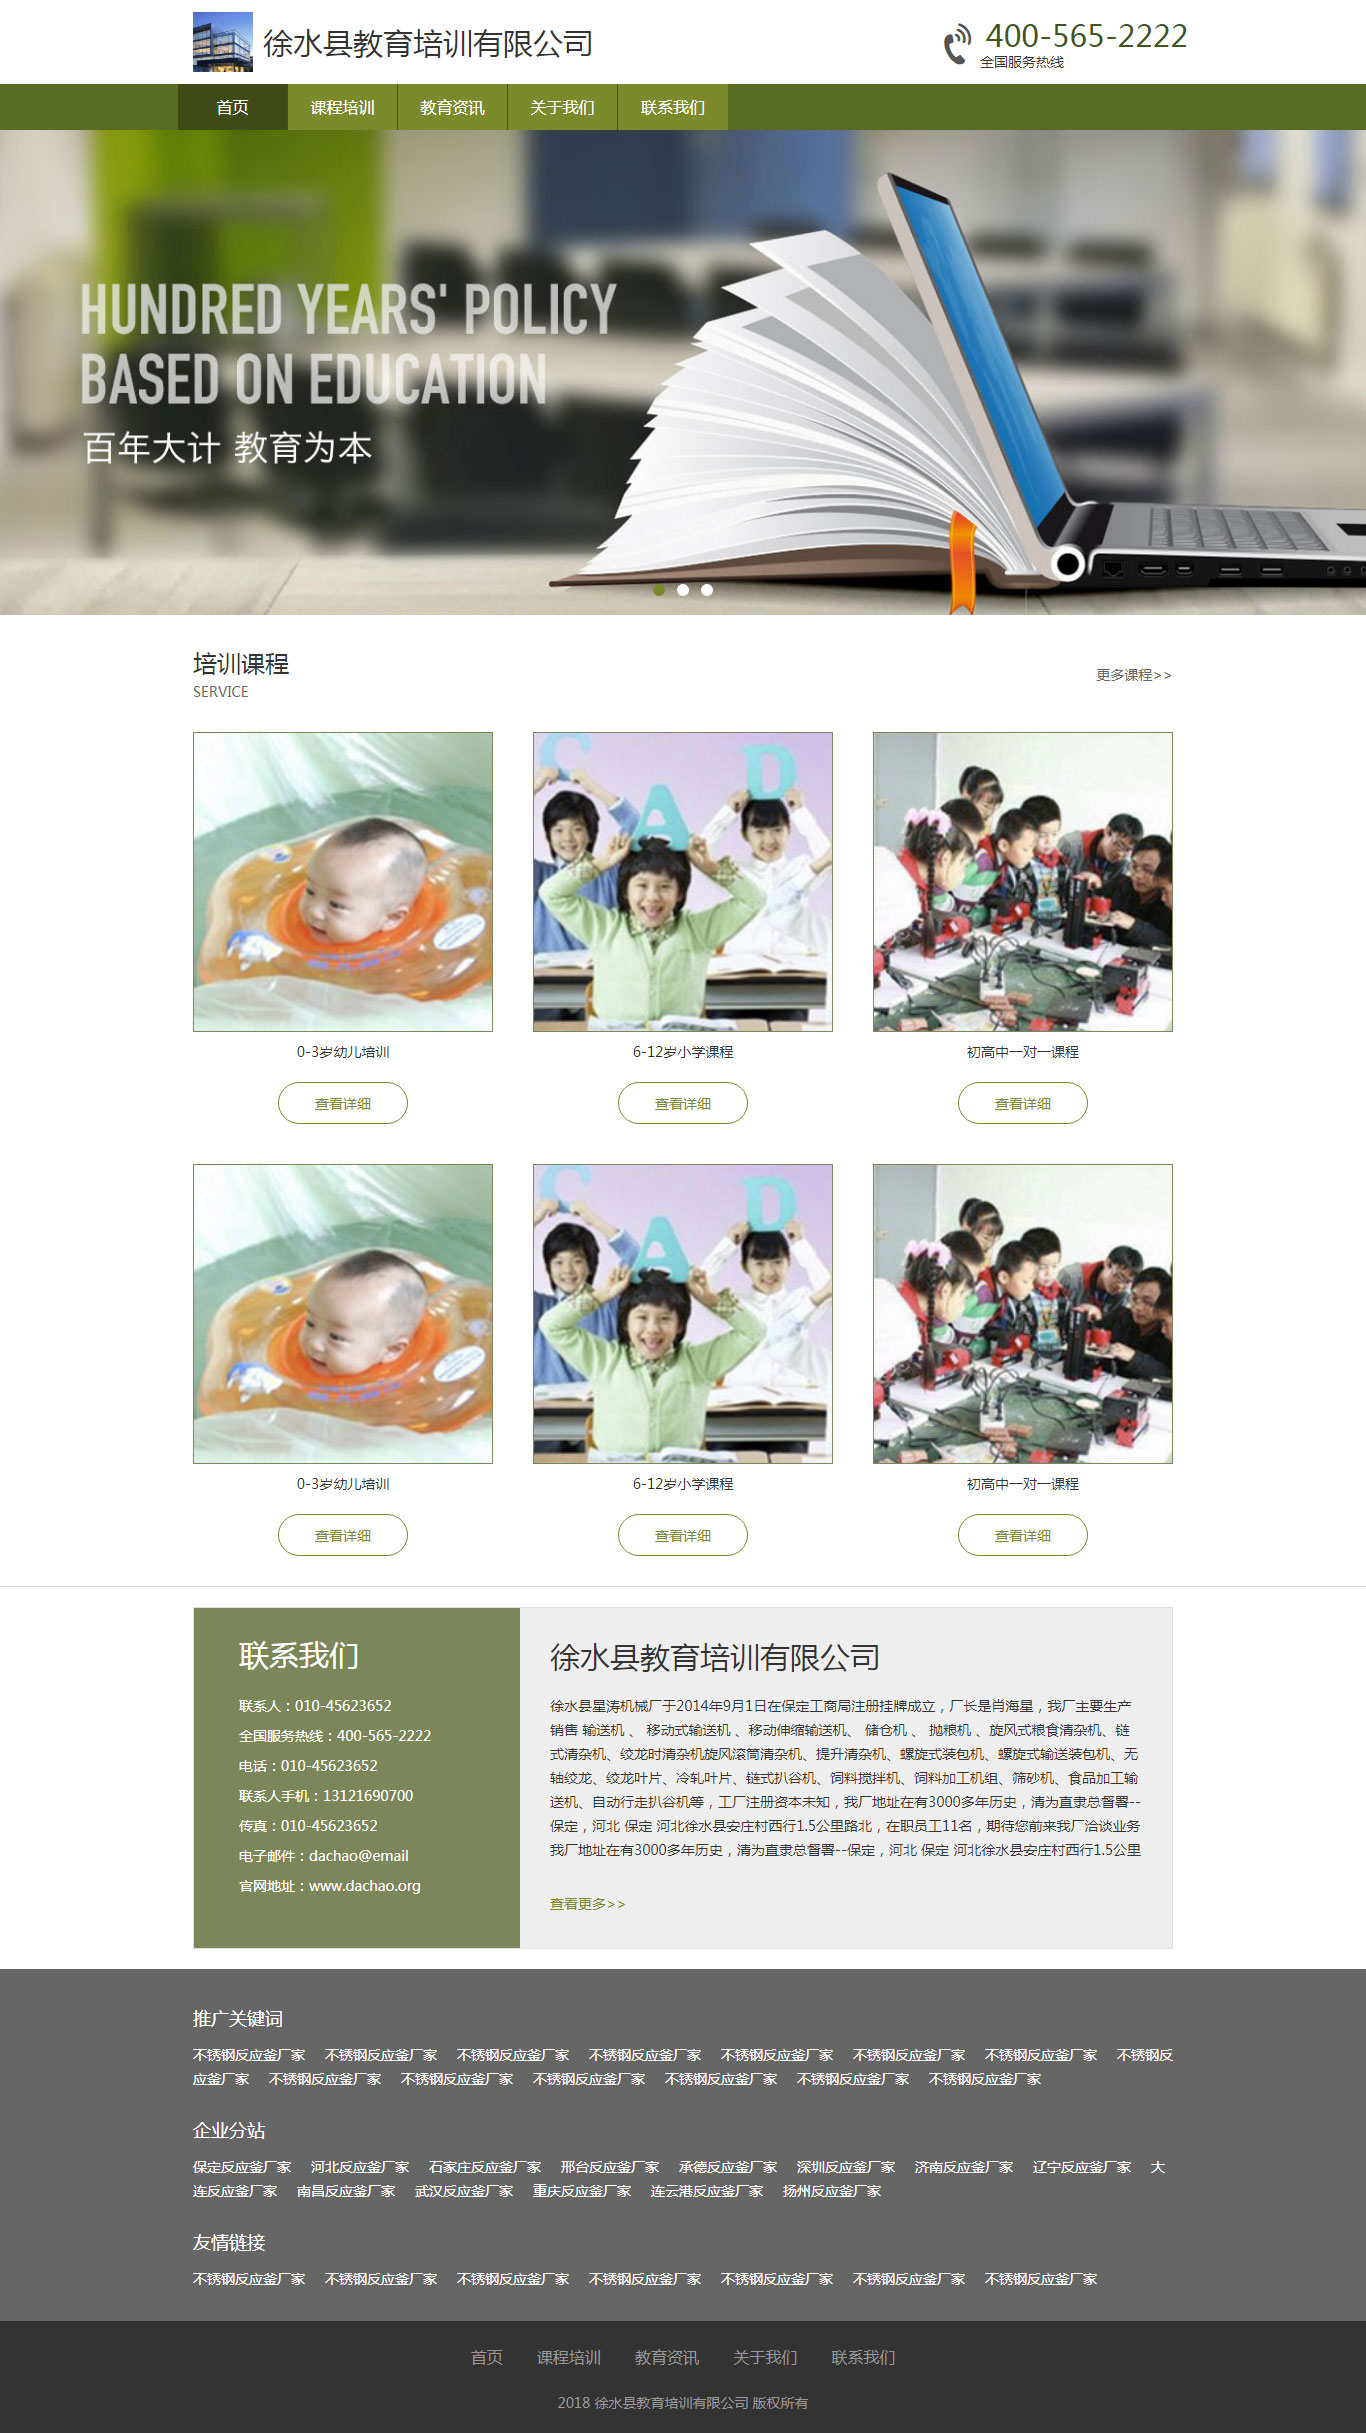 徐水县教育培训有限公司
400-565-2222
全国服务热线
首页 课程培训 教育资讯 关于我们 联系我们
HUNDRED YEARS' POLICY
BASED ON EDUCATION
百年大计 教育为本
培训课程
SERVICE
更多课程>>
C A D
0-3岁幼儿培训 6-12岁小学课程 初高中一对一课程
查看详细 查看详细 查看详细
C A D
0-3岁幼儿培训 6-12岁小学课程 初高中一对一课程
查看详细 查看详细 查看详细
联系我们
联系人：010-45623652
全国服务热线：400-565-2222
电话：010-45623652
联系人手机：13121690700
传真：010-45623652
电子邮件：dachao@email
官网地址：www.dachao.org
徐水县教育培训有限公司
徐水县星涛机械厂于2014年9月1日在保定工商局注册挂牌成立，厂长是肖海星，我厂主要生产
销售 输送机 、 移动式输送机 、移动伸缩输送机、 储仓机 、 抛粮机 、旋风式粮食清杂机、链
式清杂机、绞龙时清杂机旋风滚筒清杂机、提升清杂机、螺旋式装包机、螺旋式输送装包机、无
轴绞龙、绞龙叶片、冷轧叶片、链式扒谷机、饲料搅拌机、饲料加工机组、筛砂机、食品加工输
送机、自动行走扒谷机等，工厂注册资本未知，我厂地址在有3000多年历史，清为直隶总督署--
保定，河北 保定 河北徐水县安庄村西行1.5公里路北，在职员工11名，期待您前来我厂洽谈业务
我厂地址在有3000多年历史，清为直隶总督署--保定，河北 保定 河北徐水县安庄村西行1.5公里
查看更多>>
推广关键词
不锈钢反应釜厂家 不锈钢反应釜厂家 不锈钢反应釜厂家 不锈钢反应釜厂家 不锈钢反应釜厂家 不锈钢反应釜厂家 不锈钢反应釜厂家 不锈钢反
应釜厂家 不锈钢反应釜厂家 不锈钢反应釜厂家 不锈钢反应釜厂家 不锈钢反应釜厂家 不锈钢反应釜厂家 不锈钢反应釜厂家
企业分站
保定反应釜厂家 河北反应釜厂家 石家庄反应釜厂家 邢台反应釜厂家 承德反应釜厂家 深圳反应釜厂家 济南反应釜厂家 辽宁反应釜厂家 大
连反应釜厂家 南昌反应釜厂家 武汉反应釜厂家 重庆反应釜厂家 连云港反应釜厂家 扬州反应釜厂家
友情链接
不锈钢反应釜厂家 不锈钢反应釜厂家 不锈钢反应釜厂家 不锈钢反应釜厂家 不锈钢反应釜厂家 不锈钢反应釜厂家 不锈钢反应釜厂家
首页 课程培训 教育资讯 关于我们 联系我们
2018 徐水县教育培训有限公司 版权所有